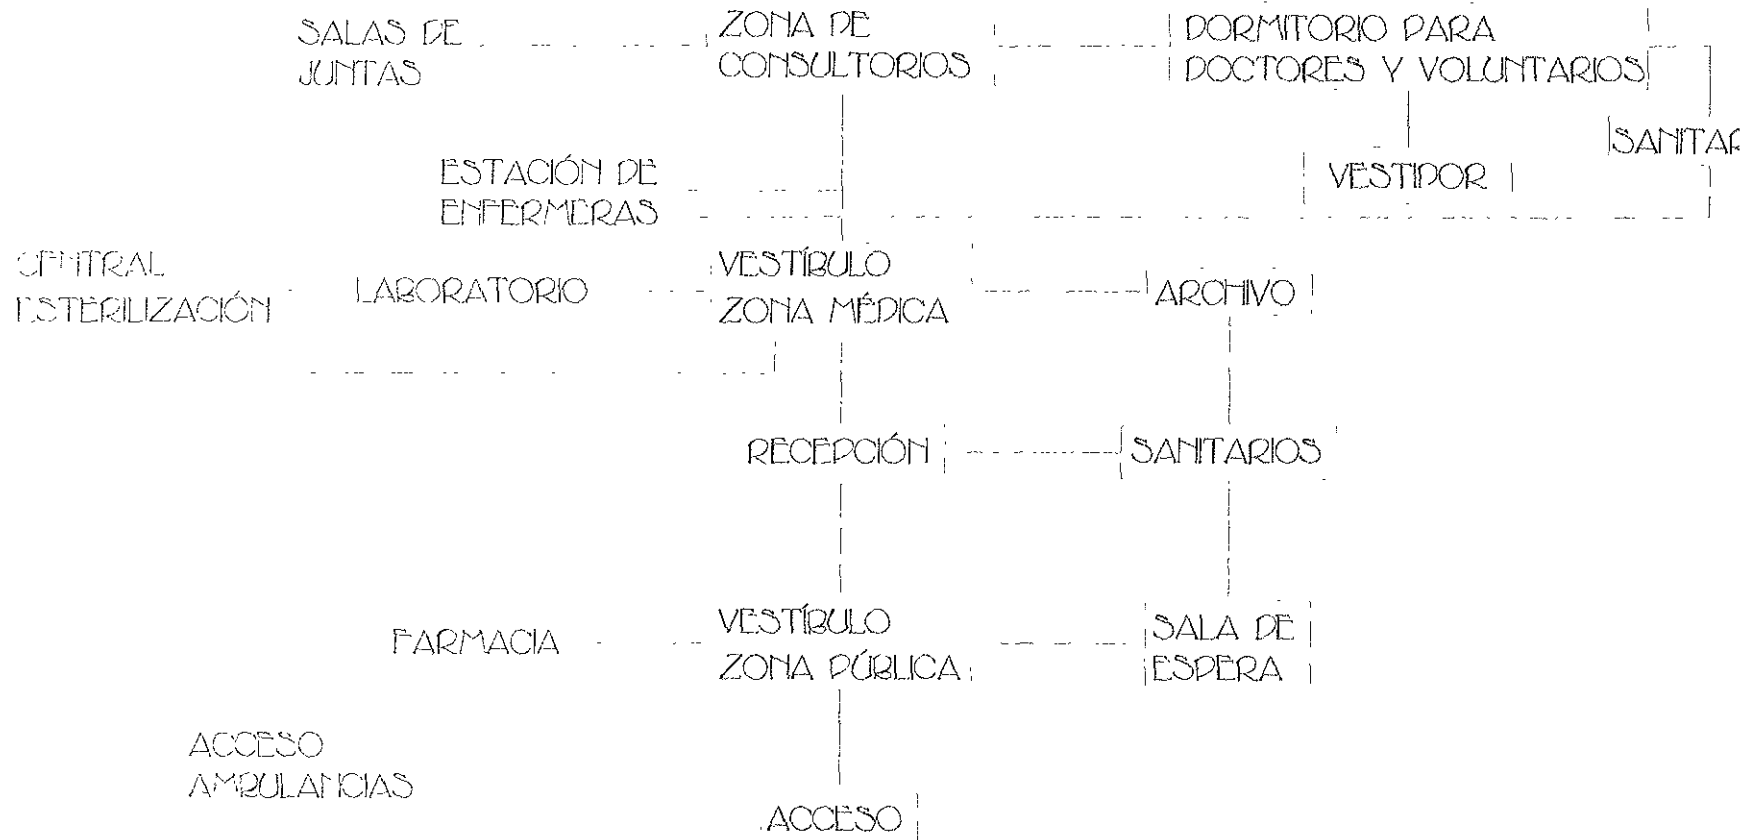 SALAS DE
JUNTAS
ZONA DE
CONSULTORIOS
DORMITORIO PARA
DOCTORES Y VOLUNTARIOS
SANITAR
ESTACIÓN DE
ENFERMERAS
VESTIDOR
CENTRAL
ESTERILIZACIÓN
LABORATORIO
VESTÍBULO
ZONA MÉDICA
ARCHIVO
RECEPCIÓN
SANITARIOS
FARMACIA
VESTÍBULO
ZONA PÚBLICA
SALA DE
ESPERA
ACCESO
AMBULANCIAS
ACCESO